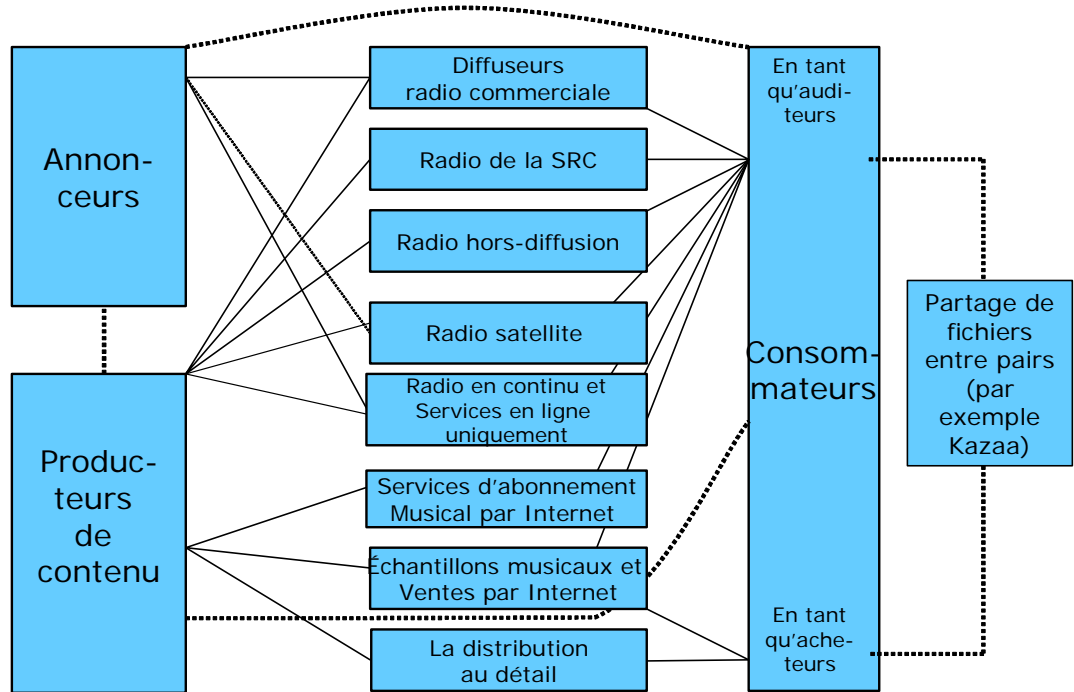 Annon-
ceurs
Produc-
teurs
de
contenu
Diffuseurs
radio commerciale
Radio de la SRC
Radio hors-diffusion
Radio satellite
Radio en continu et
Services en ligne
uniquement
Services d'abonnement
Musical par Internet
Échantillons musicaux et
Ventes par Internet
La distribution
au détail
En tant
qu'audi-
teurs
Consom-
mateurs
En tant
qu'ache-
teurs
Partage de
fichiers
entre pairs
(par
exemple
Kazaa)